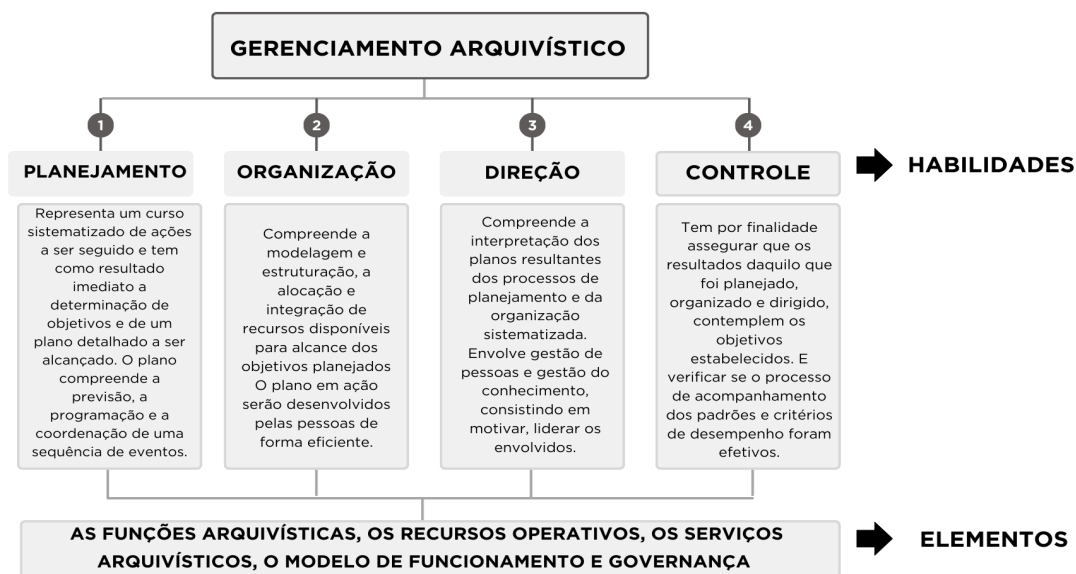 GERENCIAMENTO ARQUIVÍSTICO
1
PLANEJAMENTO
Representa um curso
sistematizado de ações
a ser seguido e tem
como resultado
imediato a
determinação de
objetivos e de um
plano detalhado a ser
alcançado. O plano
compreende a
previsão, a
programação e a
coordenação de uma
sequência de eventos.
2
ORGANIZAÇÃO
Compreende a
modelagem e
estruturação, a
alocação e
integração de
recursos disponíveis
para alcance dos
objetivos planejados
O plano em ação
serão desenvolvidos
pelas pessoas de
forma eficiente.
3
DIREÇÃO
Compreende a
interpretação dos
planos resultantes
dos processos de
planejamento e da
organização
sistematizada.
Envolve gestão de
pessoas e gestão do
conhecimento,
consistindo em
motivar, liderar os
envolvidos.
4
CONTROLE
Tem por finalidade
assegurar que os
resultados daquilo que
foi planejado,
organizado e dirigido,
contemplem os
objetivos
estabelecidos. E
verificar se o processo
de acompanhamento
dos padrões e critérios
de desempenho foram
efetivos.
HABILIDADES
AS FUNÇÕES ARQUIVÍSTICAS, OS RECURSOS OPERATIVOS, OS SERVIÇOS
ARQUIVÍSTICOS, O MODELO DE FUNCIONAMENTO E GOVERNANÇA
ELEMENTOS